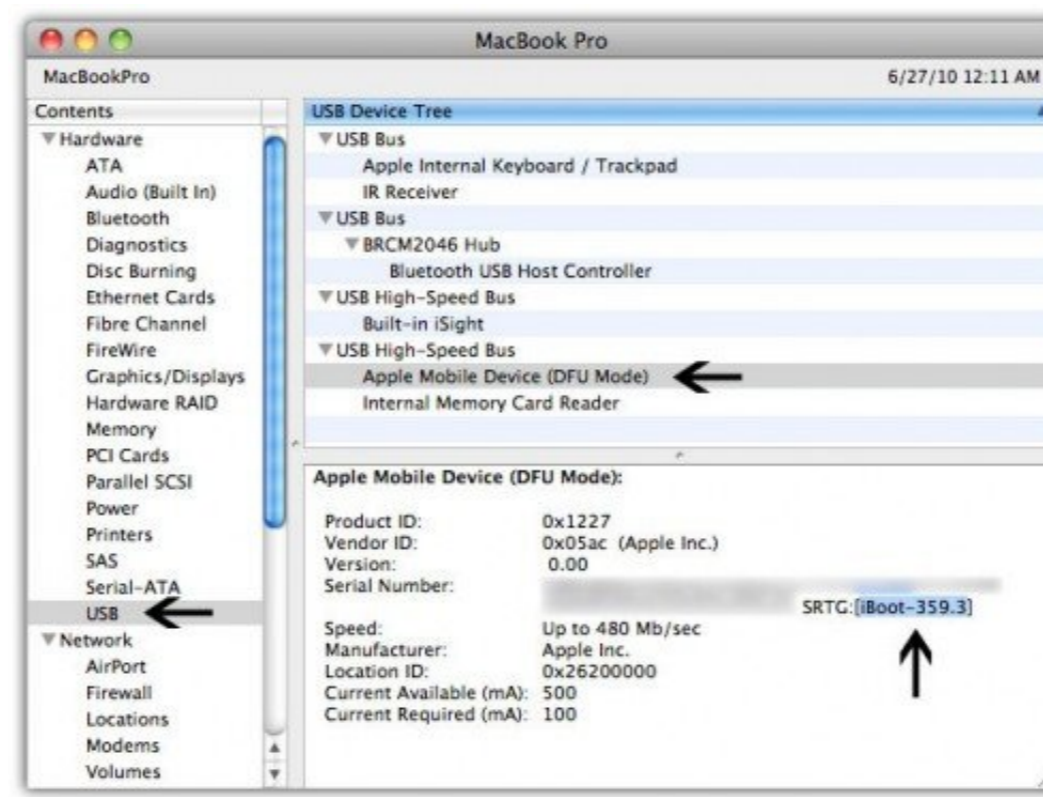 MacBook Pro
MacBookPro 6/27/10 12:11 AM
Contents
Hardware
ATA
Audio (Built In)
Bluetooth
Diagnostics
Disc Burning
Ethernet Cards
Fibre Channel
FireWire
Graphics/Displays
Hardware RAID
Memory
PCI Cards
Parallel SCSI
Power
Printers
SAS
Serial-ATA
USB
Network
AirPort
Firewall
Locations
Modems
Volumes
USB Device Tree
USB Bus
Apple Internal Keyboard / Trackpad
IR Receiver
USB Bus
BRCM2046 Hub
Bluetooth USB Host Controller
USB High-Speed Bus
Built-in iSight
USB High-Speed Bus
Apple Mobile Device (DFU Mode)
Internal Memory Card Reader
Apple Mobile Device (DFU Mode):
Product ID: 0x1227
Vendor ID: 0x05ac (Apple Inc.)
Version: 0.00
Serial Number:
SRTG:[iBoot-359.3]
Speed: Up to 480 Mb/sec
Manufacturer: Apple Inc.
Location ID: 0x26200000
Current Available (mA): 500
Current Required (mA): 100